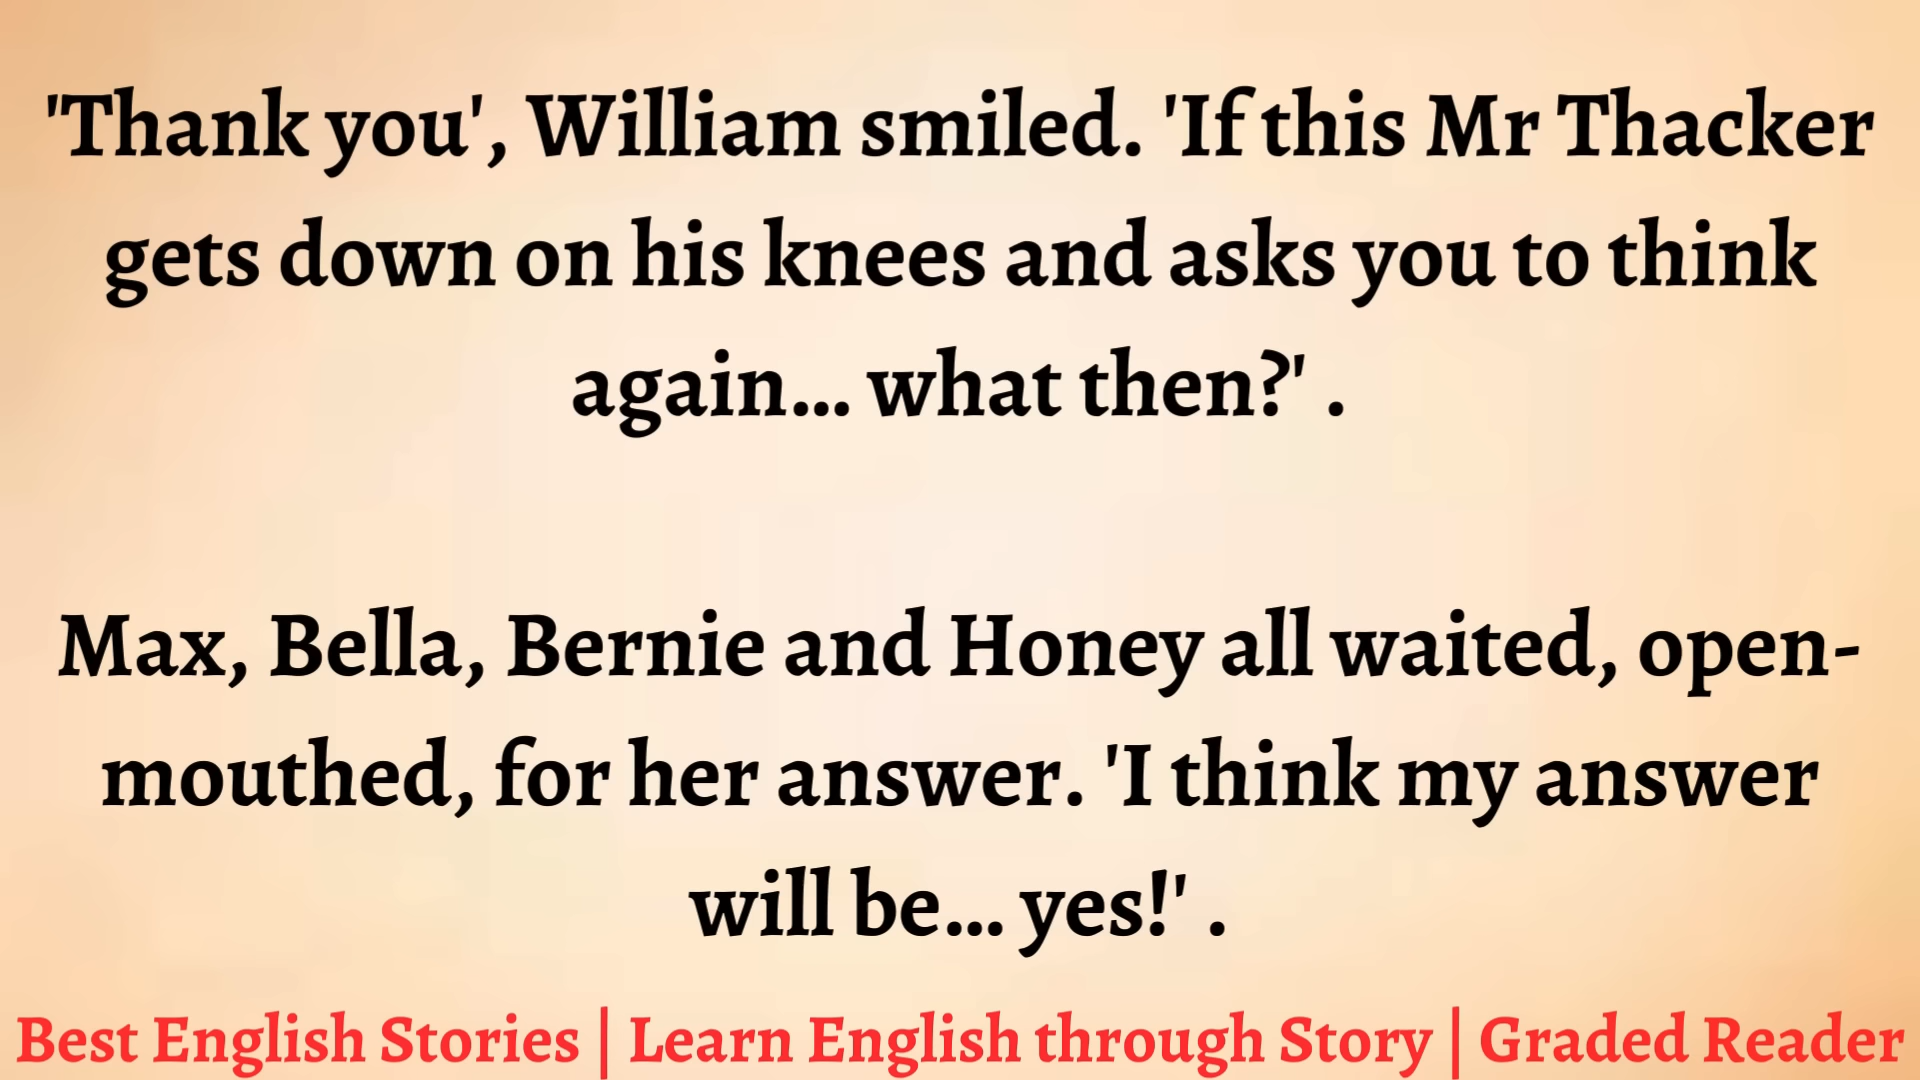 'Thank you', William smiled. 'If this Mr Thacker
gets down on his knees and asks you to think
again... what then?' .
Max, Bella, Bernie and Honey all waited, open-
mouthed, for her answer. 'I think my answer
will be... yes!' .
Best English Stories | Learn English through Story | Graded Reader